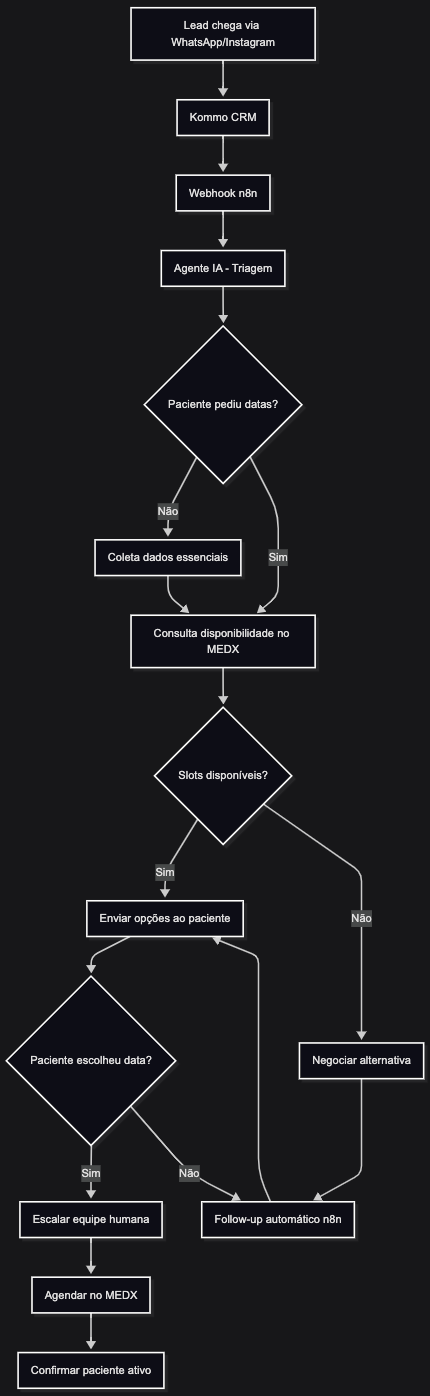 Lead chega via
WhatsApp/Instagram
Kommo CRM
Webhook n8n
Agente IA - Triagem
Paciente pediu datas?
Não
Coleta dados essenciais
Sim
Consulta disponibilidade no
MEDX
Slots disponíveis?
Sim
Enviar opções ao paciente
Não
Paciente escolheu data?
Negociar alternativa
Sim
Não
Escalar equipe humana
Follow-up automático n8n
Agendar no MEDX
Confirmar paciente ativo